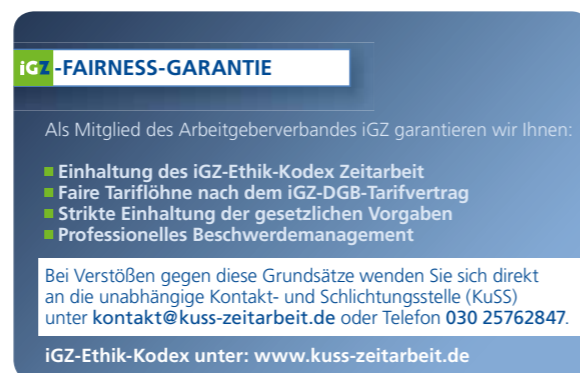 iGZ -FAIRNESS-GARANTIE
Als Mitglied des Arbeitgeberverbandes iGZ garantieren wir Ihnen:
Einhaltung des iGZ-Ethik-Kodex Zeitarbeit
Faire Tariflöhne nach dem iGZ-DGB-Tarifvertrag
Strikte Einhaltung der gesetzlichen Vorgaben
Professionelles Beschwerdemanagement
Bei Verstößen gegen diese Grundsätze wenden Sie sich direkt
an die unabhängige Kontakt- und Schlichtungsstelle (KuSS)
unter kontakt@kuss-zeitarbeit.de oder Telefon 030 25762847.
iGZ-Ethik-Kodex unter: www.kuss-zeitarbeit.de